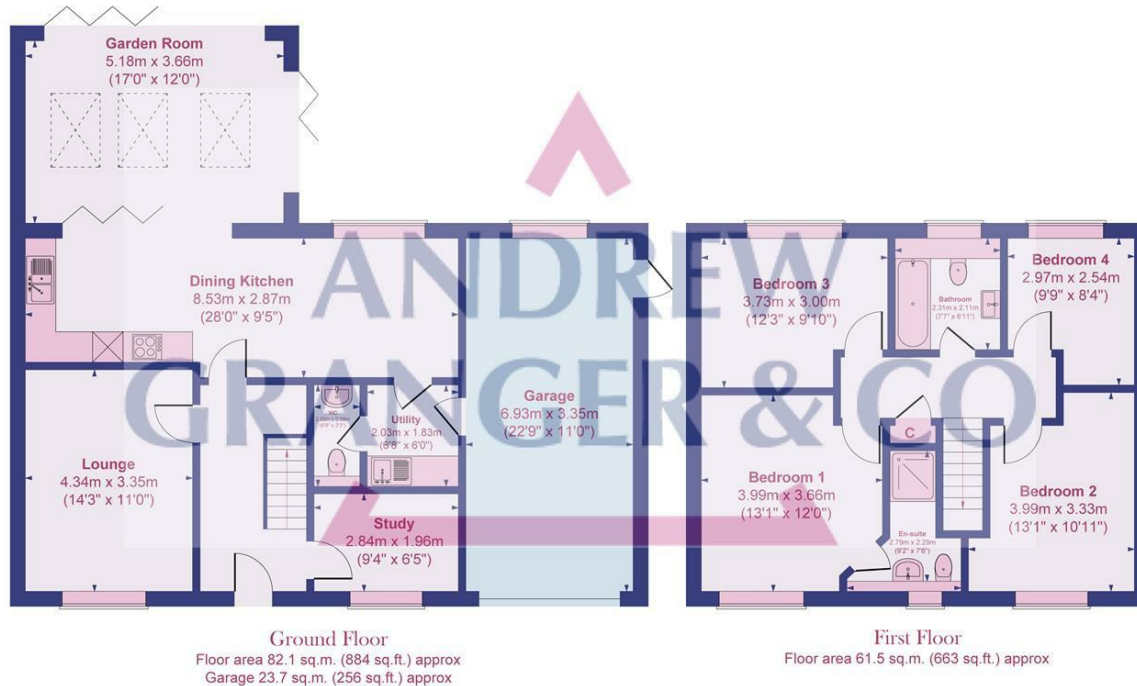 Garden Room
5.18m x 3.66m
(17'0" x 12'0")
Dining Kitchen
8.53m x 2.87m
(28'0" x 9'5")
Lounge
4.34m x 3.35m
(14'3" x 11'0")
WC
Utility
2.03m x 1.83m
(6'8" x 6'0")
Study
2.84m x 1.96m
(9'4" x 6'5")
Garage
6.93m x 3.35m
(22'9" x 11'0")
Ground Floor
Floor area 82.1 sq.m. (884 sq.ft.) approx
Garage 23.7 sq.m. (256 sq.ft.) approx
Bedroom 3
3.73m x 3.00m
(12'3" x 9'10")
Bathroom
2.31m x 2.11m
(7'7" x 6'11")
Bedroom 4
2.97m x 2.54m
(9'9" x 8'4")
C
Bedroom 1
3.99m x 3.66m
(13'1" x 12'0")
En-suite
2.79m x 2.29m
(9'2" x 7'6")
Bedroom 2
3.99m x 3.33m
(13'1" x 10'11")
First Floor
Floor area 61.5 sq.m. (663 sq.ft.) approx
ANDREW
GRANGER & CO